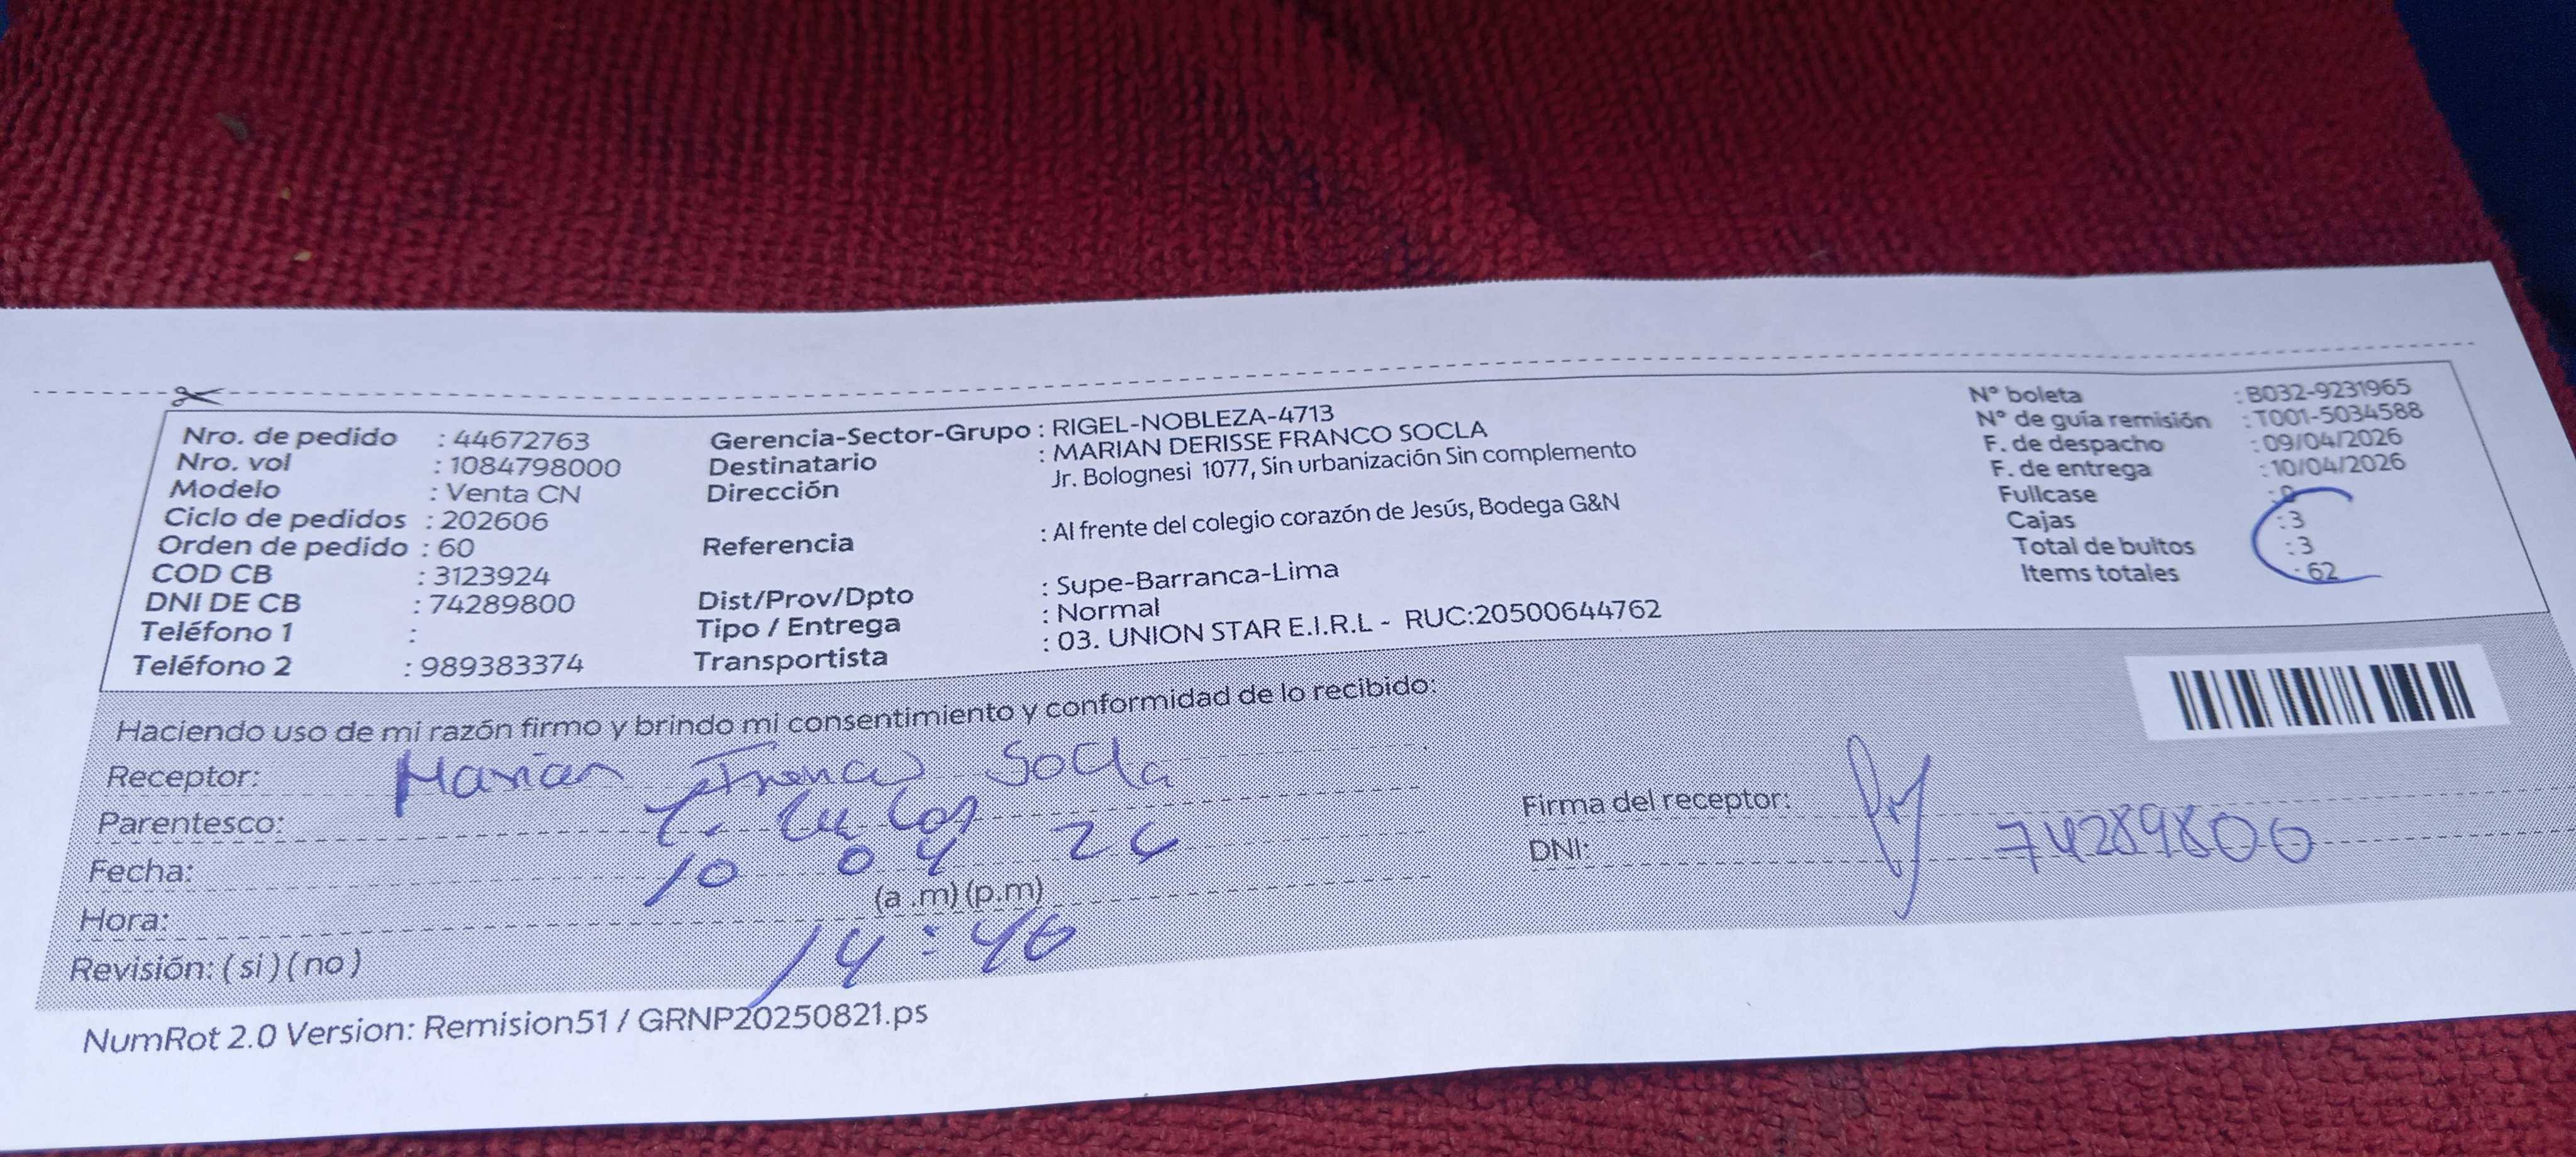 Nro. de pedido : 44672763
Nro. vol : 1084798000
Modelo : Venta CN
Ciclo de pedidos : 202606
Orden de pedido : 60
COD CB : 3123924
DNI DE CB : 74289800
Teléfono 1 :
Teléfono 2 : 989383374
Gerencia-Sector-Grupo : RIGEL-NOBLEZA-4713
Destinatario : MARIAN DERISSE FRANCO SOCLA
Dirección Jr. Bolognesi 1077, Sin urbanización Sin complemento
Referencia : Al frente del colegio corazón de Jesús, Bodega G&N
Dist/Prov/Dpto : Supe-Barranca-Lima
Tipo / Entrega : Normal
Transportista : 03. UNION STAR E.I.R.L - RUC:20500644762
N° boleta : B032-9231965
N° de guía remisión : T001-5034588
F. de despacho : 09/04/2026
F. de entrega : 10/04/2026
Fullcase : 0
Cajas : 3
Total de bultos : 3
Items totales : 62
Haciendo uso de mi razón firmo y brindo mi consentimiento y conformidad de lo recibido:
Receptor: Marian Franco Socla
Parentesco:
Fecha: 10 04 26
Hora: (a .m) (p.m)
14:46
Revisión: ( si ) ( no )
Firma del receptor:
DNI: 74289800
NumRot 2.0 Version: Remision51 / GRNP20250821.ps